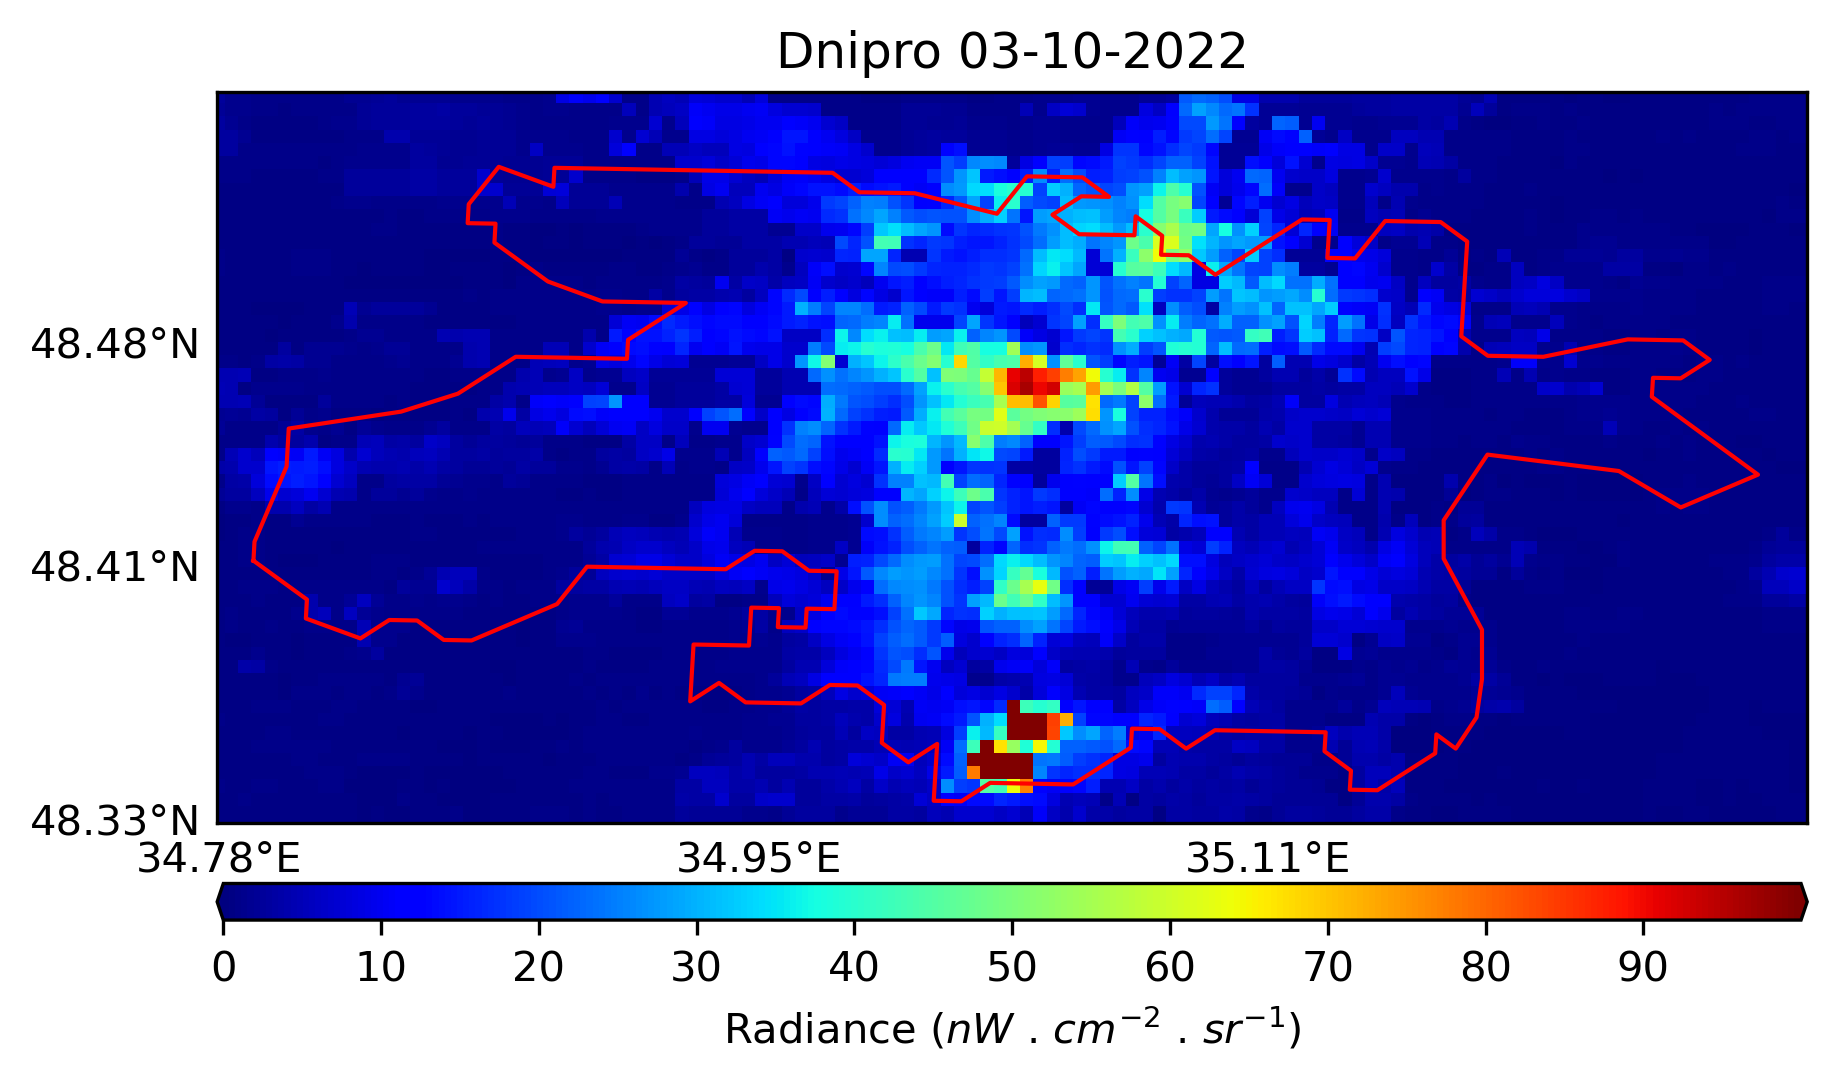 Dnipro 03-10-2022
48.48°N
48.41°N
48.33°N
34.78°E 34.95°E 35.11°E
0 10 20 30 40 50 60 70 80 90
Radiance (nW . cm⁻² . sr⁻¹)